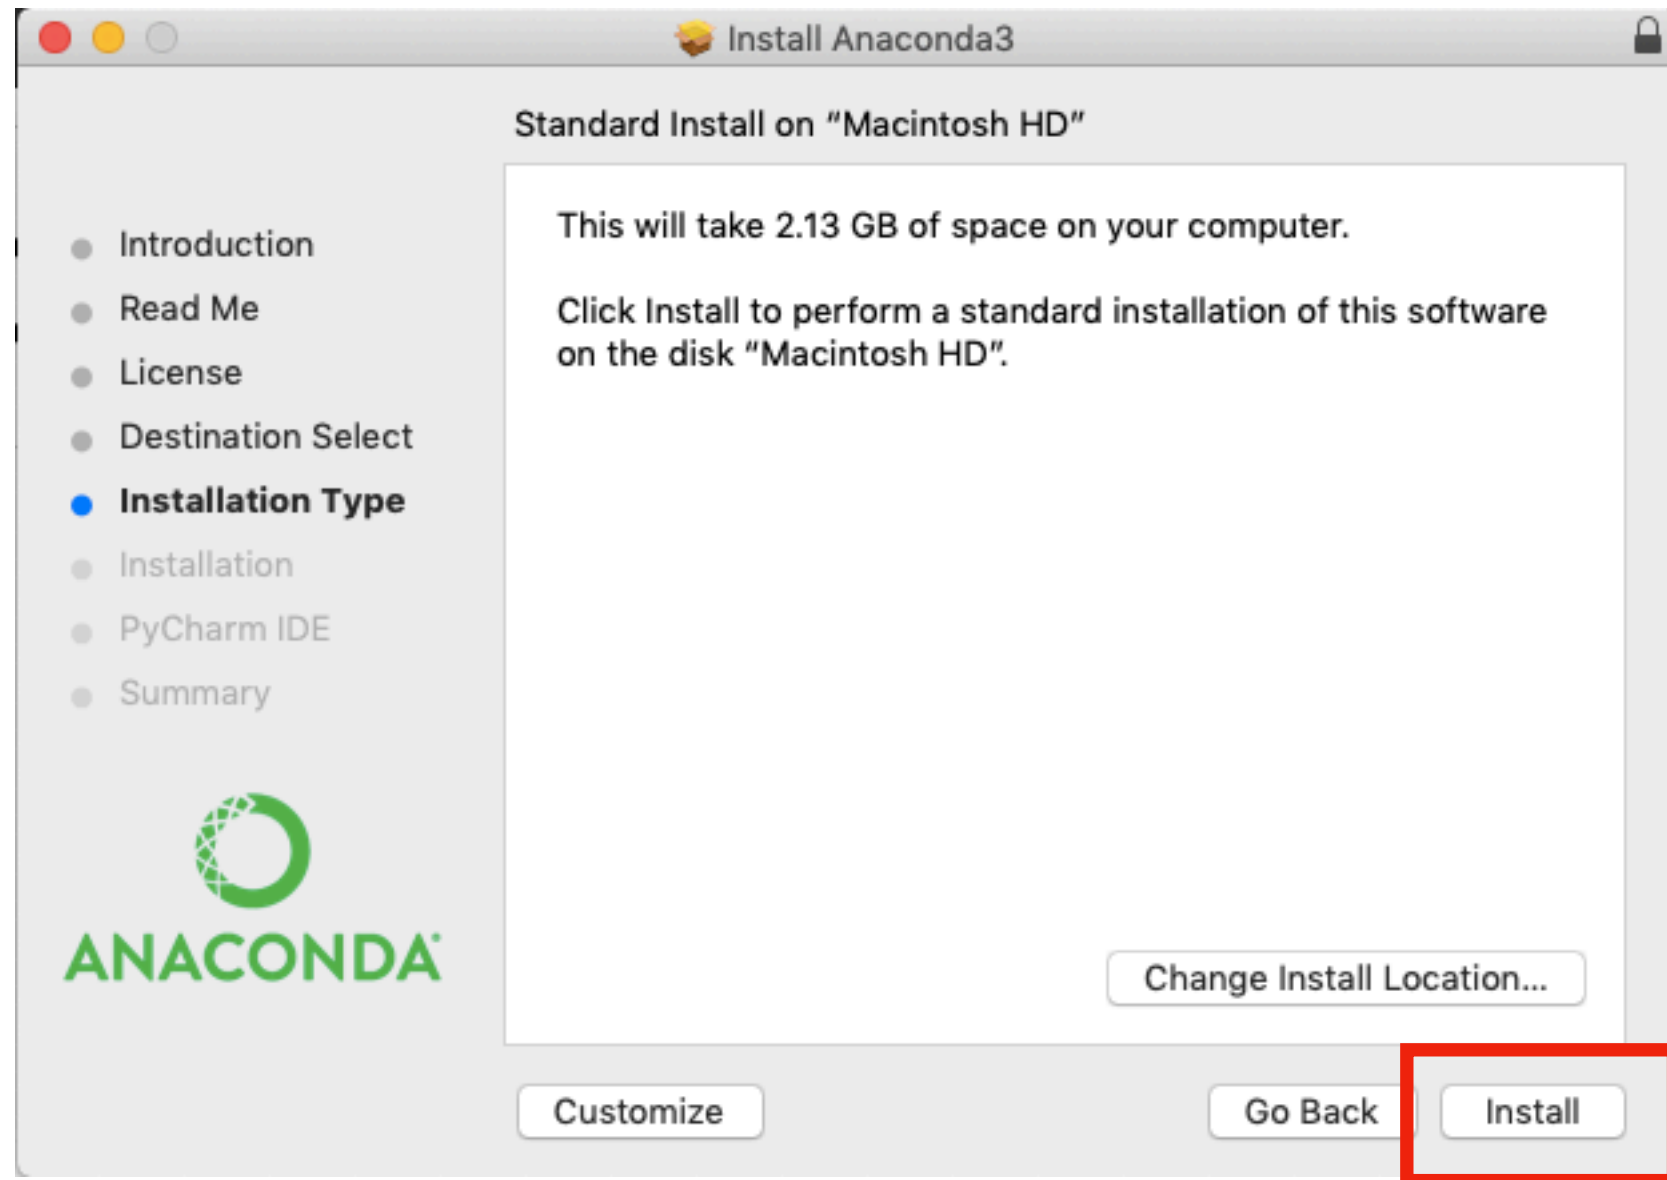 Install Anaconda3
Standard Install on “Macintosh HD”
Introduction
Read Me
License
Destination Select
Installation Type
Installation
PyCharm IDE
Summary
ANACONDA
This will take 2.13 GB of space on your computer.
Click Install to perform a standard installation of this software
on the disk “Macintosh HD”.
Change Install Location...
Customize
Go Back
Install